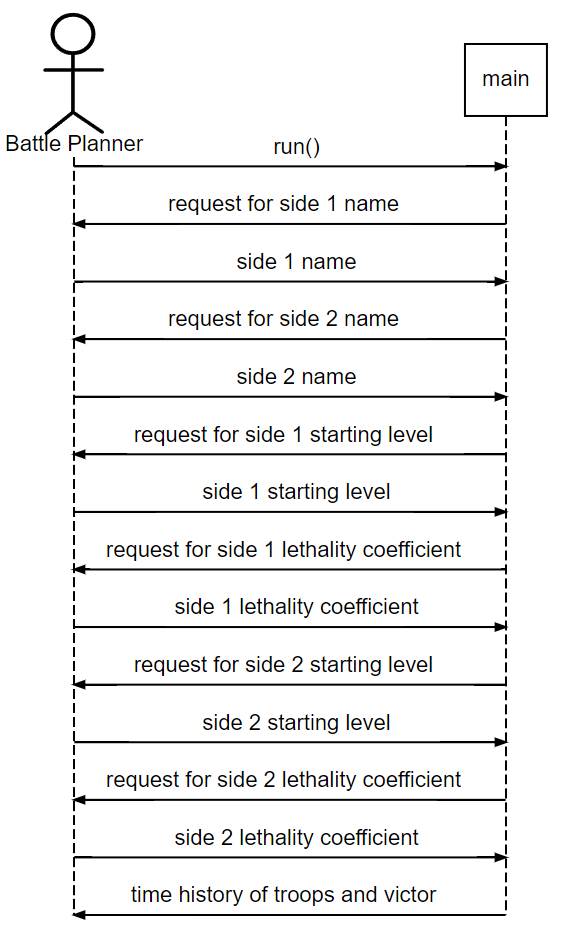 main
Battle Planner
run()
request for side 1 name
side 1 name
request for side 2 name
side 2 name
request for side 1 starting level
side 1 starting level
request for side 1 lethality coefficient
side 1 lethality coefficient
request for side 2 starting level
side 2 starting level
request for side 2 lethality coefficient
side 2 lethality coefficient
time history of troops and victor